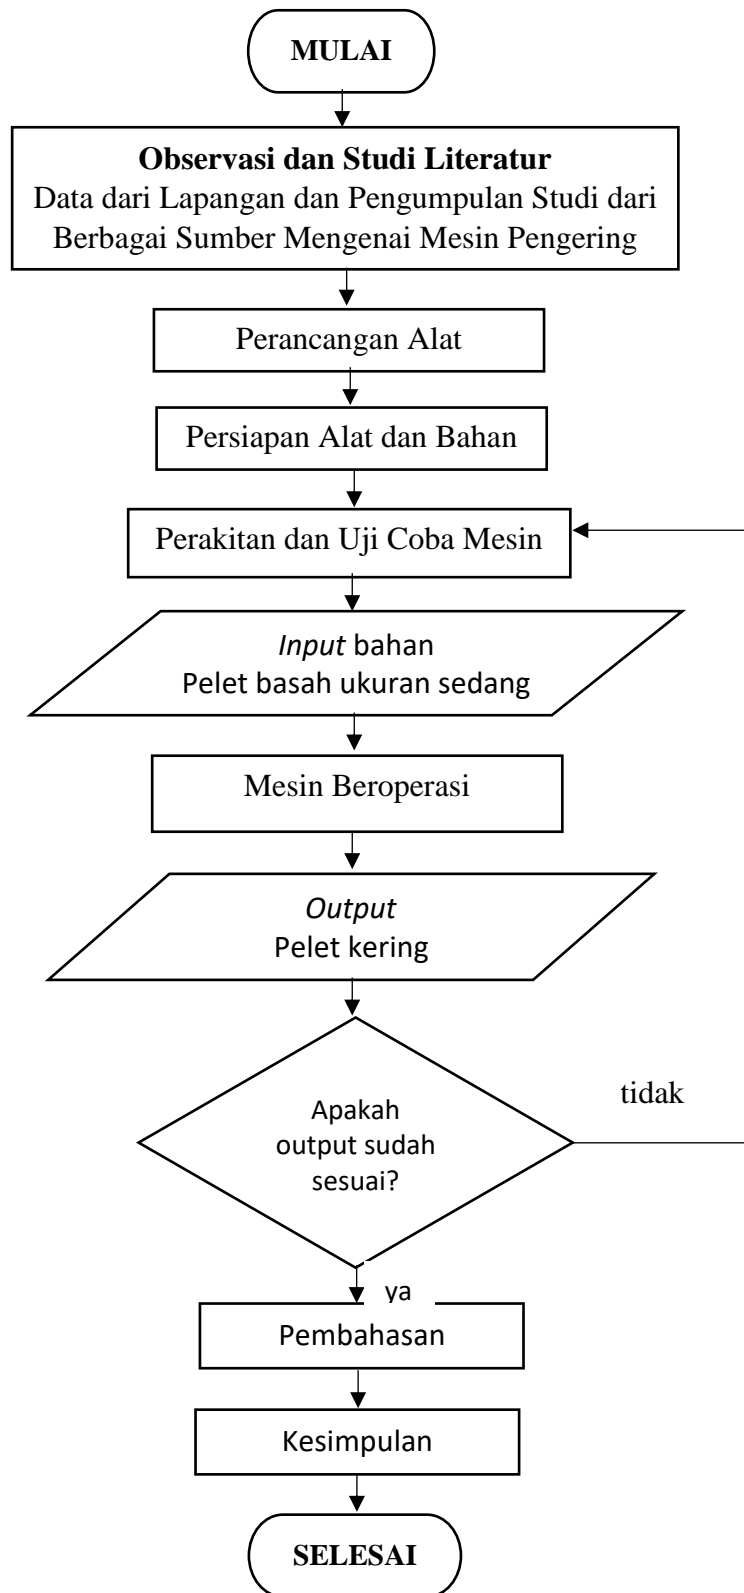 MULAI
Observasi dan Studi Literatur
Data dari Lapangan dan Pengumpulan Studi dari
Berbagai Sumber Mengenai Mesin Pengering
Perancangan Alat
Persiapan Alat dan Bahan
Perakitan dan Uji Coba Mesin
Input bahan
Pelet basah ukuran sedang
Mesin Beroperasi
Output
Pelet kering
Apakah
output sudah
sesuai?
tidak
ya
Pembahasan
Kesimpulan
SELESAI